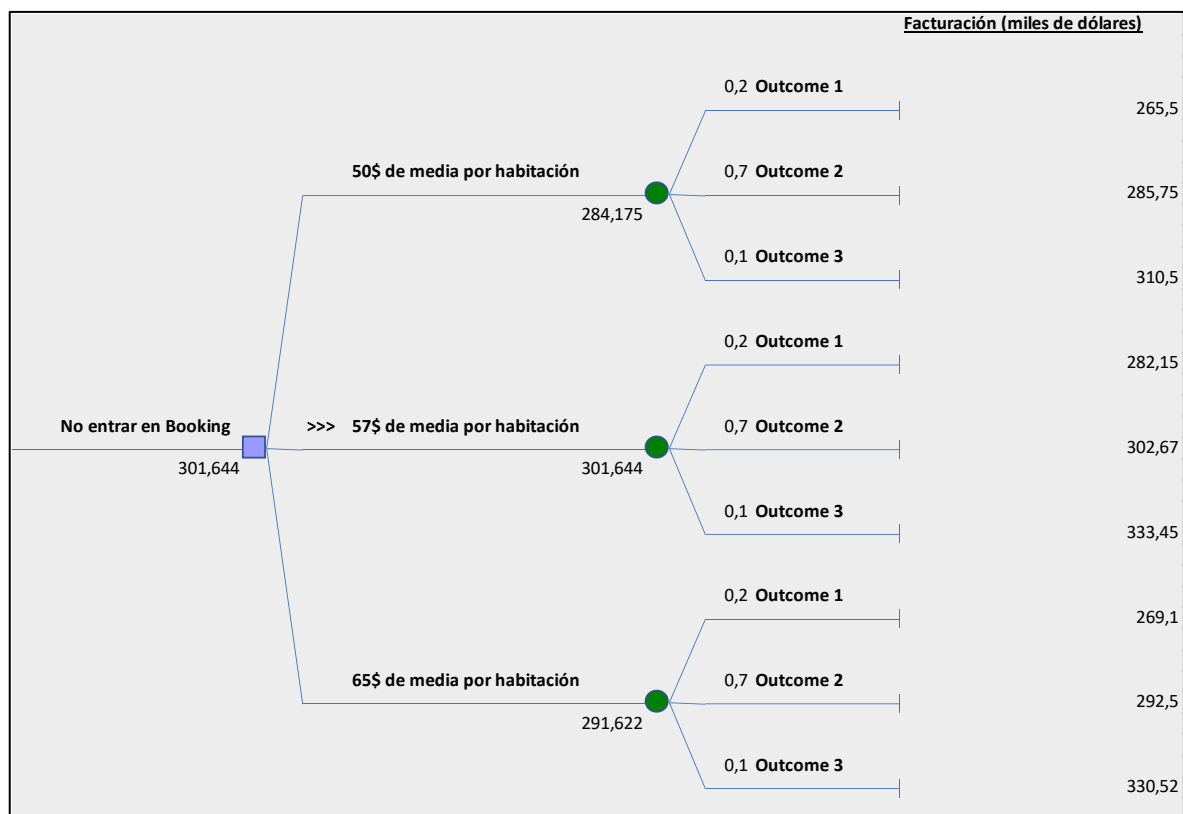 Facturación (miles de dólares)
0,2 Outcome 1
265,5
50$ de media por habitación
0,7 Outcome 2
285,75
284,175
0,1 Outcome 3
310,5
0,2 Outcome 1
282,15
No entrar en Booking
>>> 57$ de media por habitación
0,7 Outcome 2
302,67
301,644
301,644
0,1 Outcome 3
333,45
0,2 Outcome 1
269,1
65$ de media por habitación
0,7 Outcome 2
292,5
291,622
0,1 Outcome 3
330,52